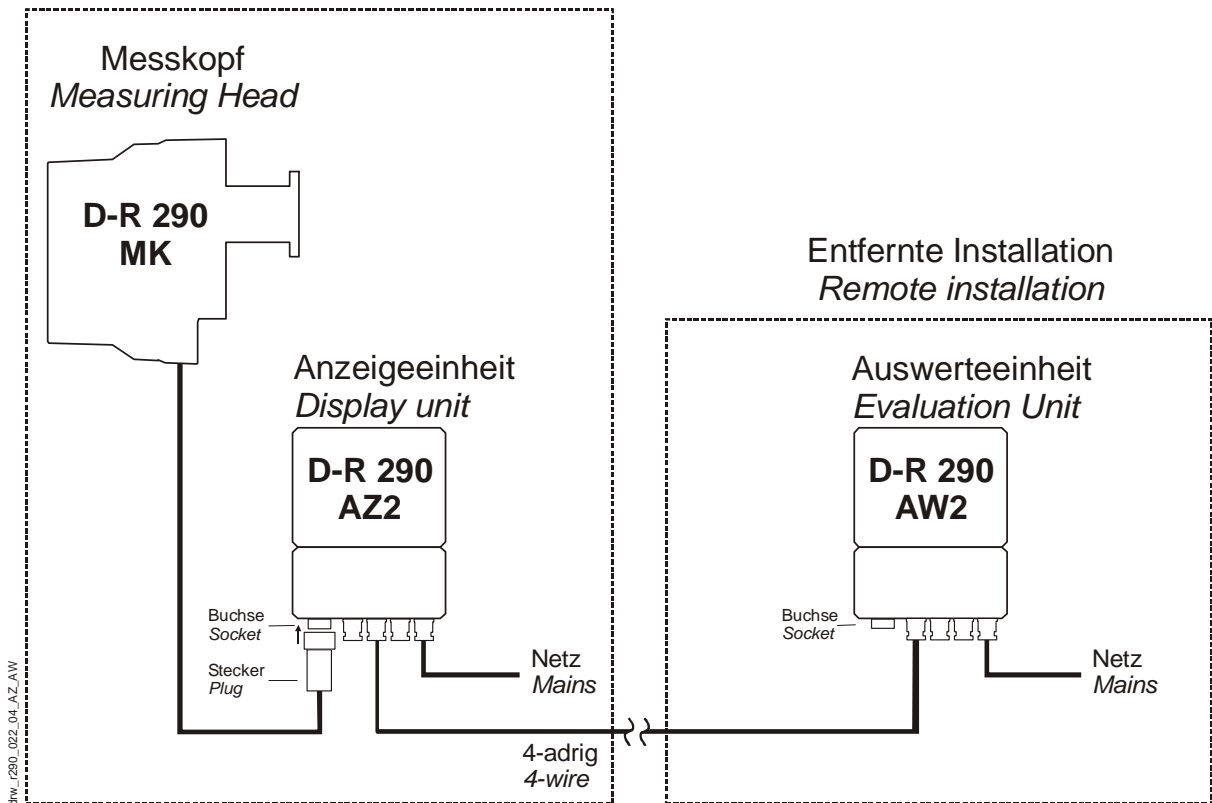 Messkopf
Measuring Head
D-R 290
MK
Entfernte Installation
Remote installation
Anzeigeeinheit
Display unit
D-R 290
AZ2
Auswerteeinheit
Evaluation Unit
D-R 290
AW2
Buchse
Socket
Stecker
Plug
Netz
Mains
Buchse
Socket
Netz
Mains
4-adrig
4-wire
drw_r290_022_04_AZ_AW